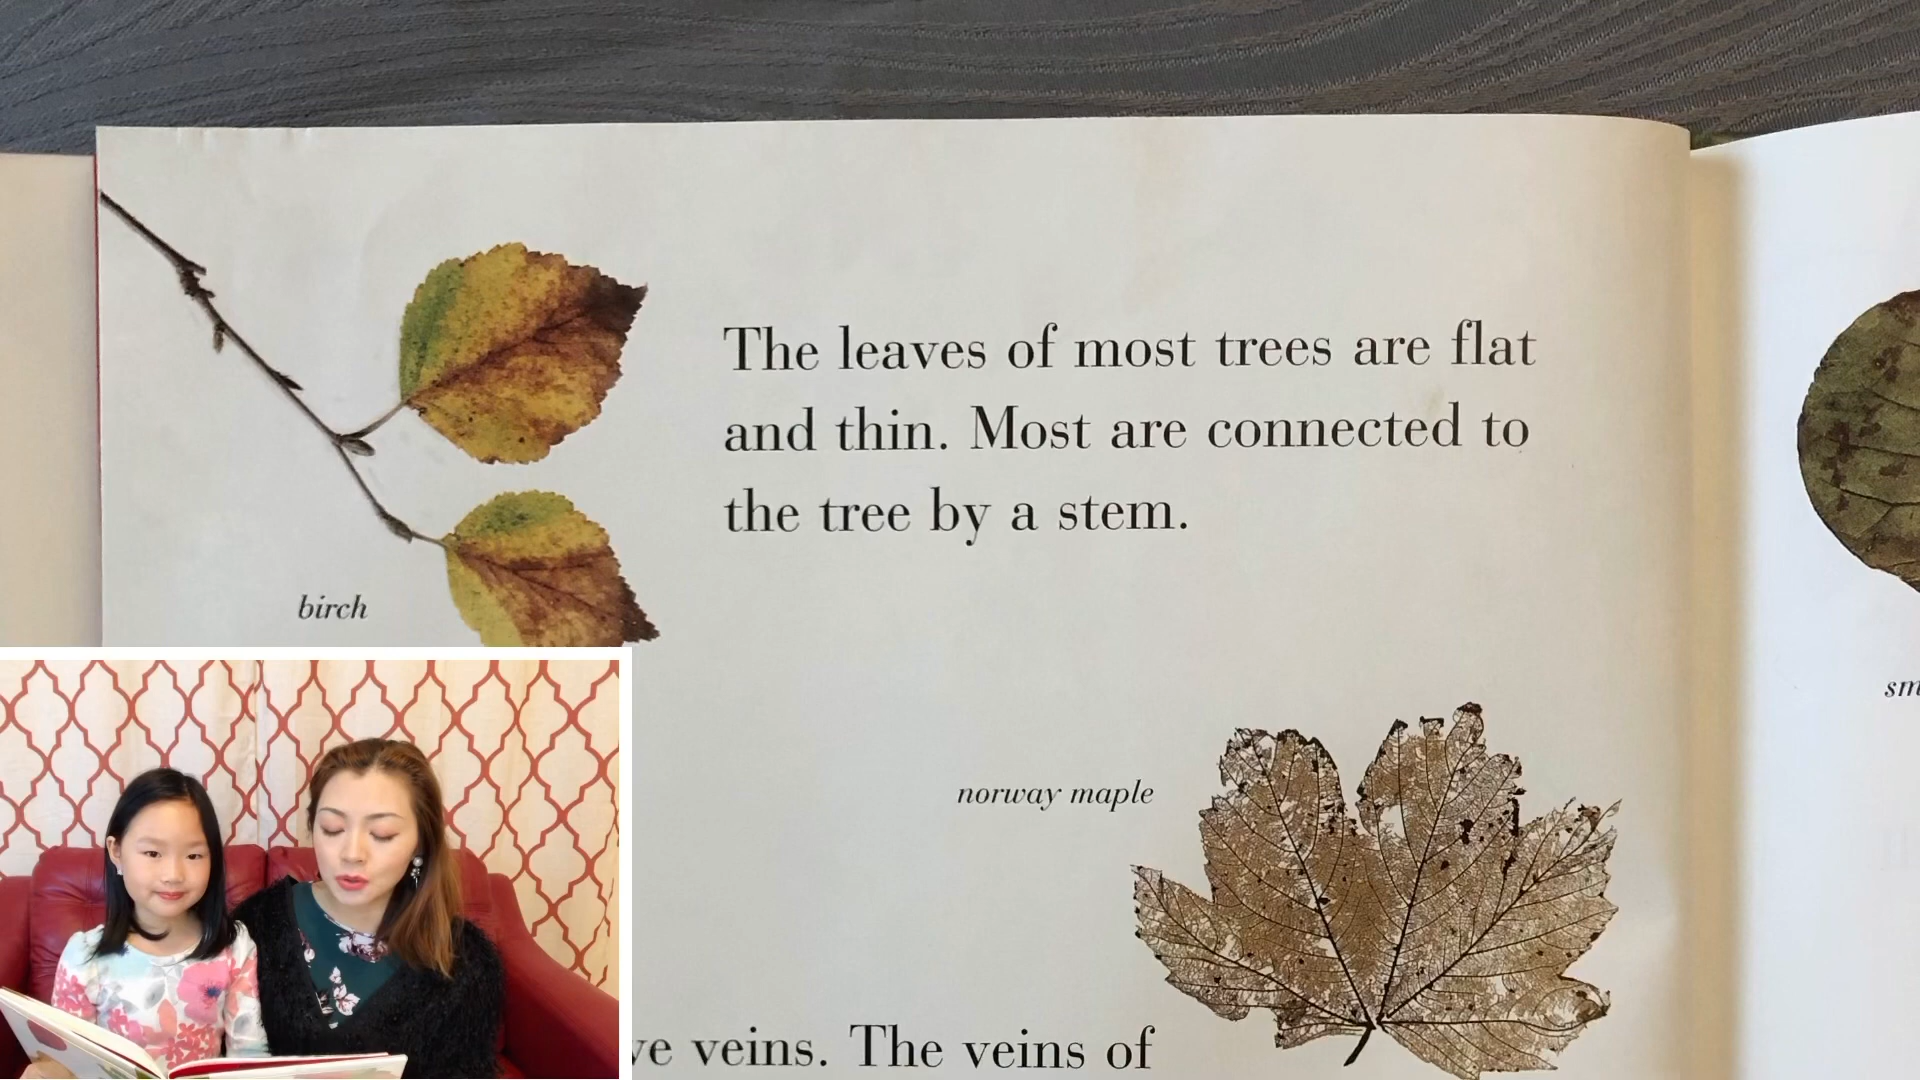 The leaves of most trees are flat
and thin. Most are connected to
the tree by a stem.
birch
norway maple
veins. The veins of